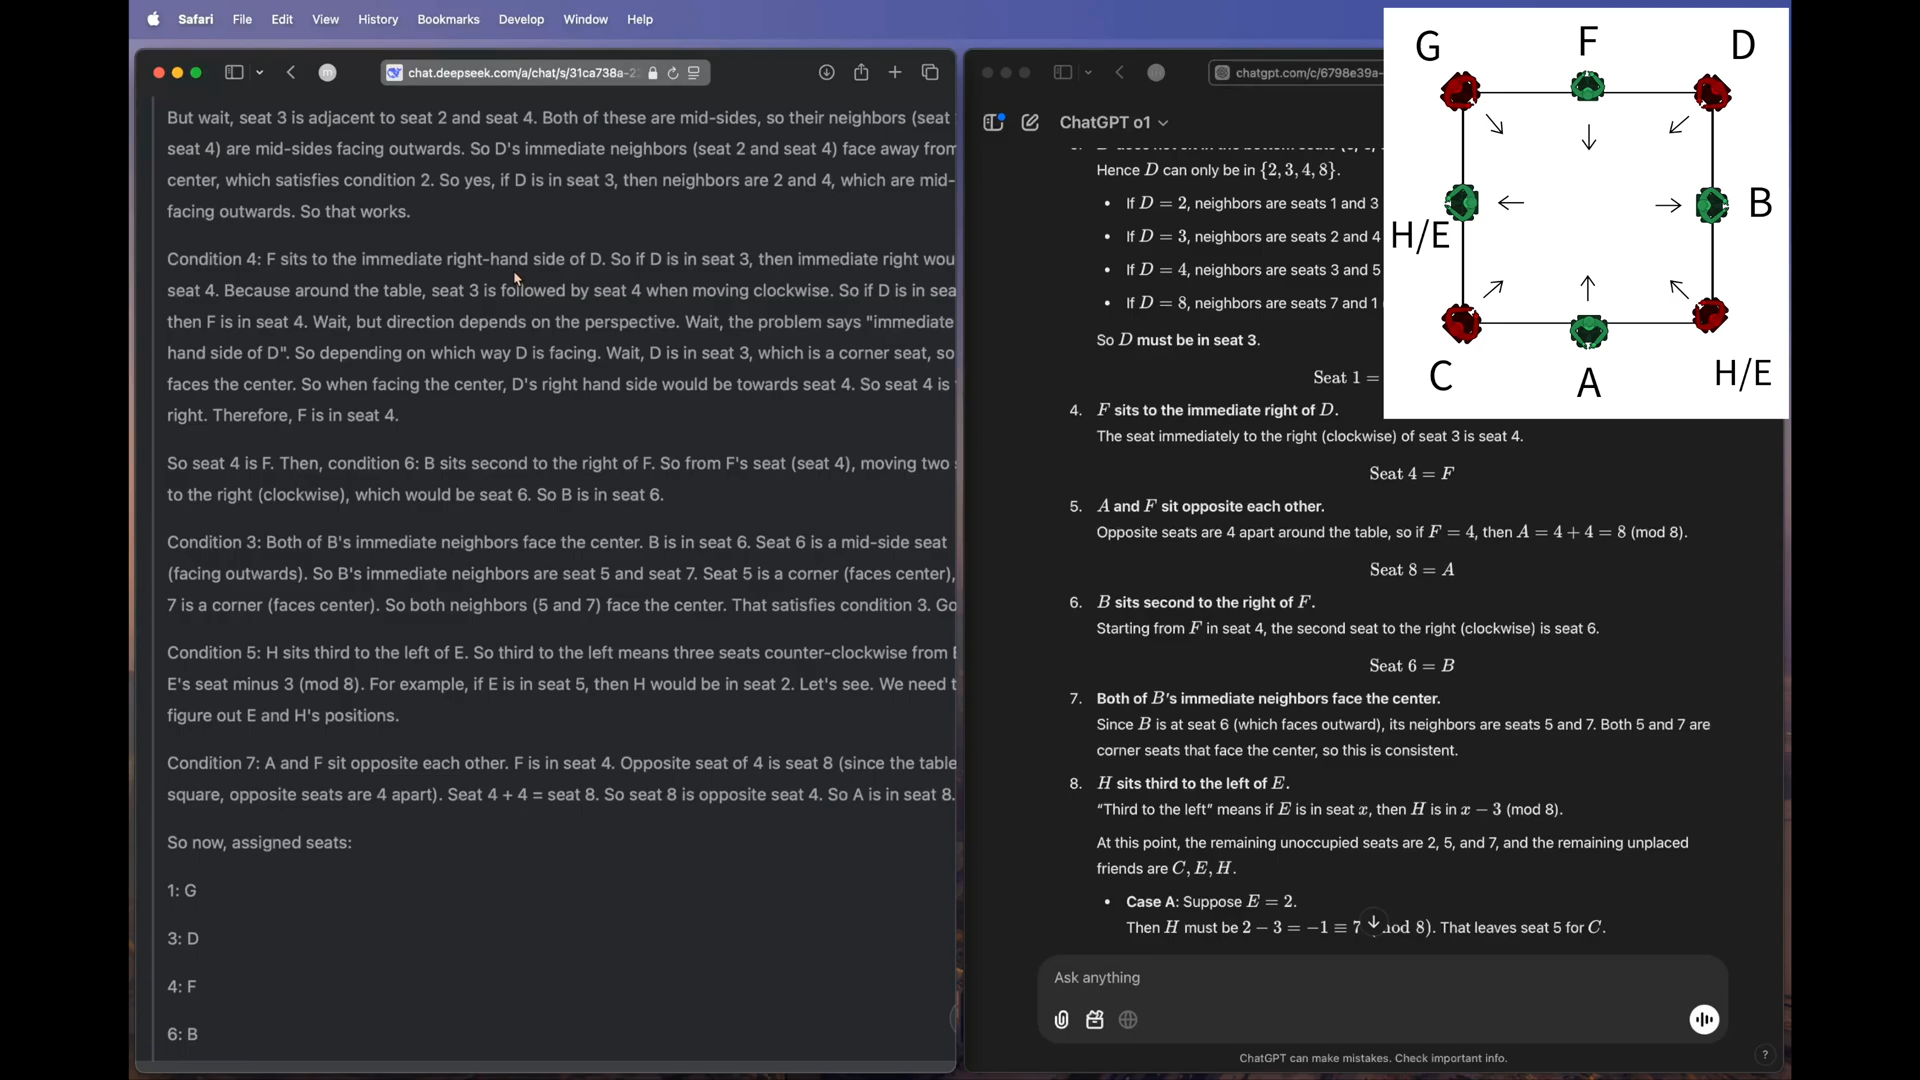 Safari File Edit View History Bookmarks Develop Window Help
chat.deepseek.com/a/chat/s/31ca738a-2
But wait, seat 3 is adjacent to seat 2 and seat 4. Both of these are mid-sides, so their neighbors (seat
seat 4) are mid-sides facing outwards. So D's immediate neighbors (seat 2 and seat 4) face away from
center, which satisfies condition 2. So yes, if D is in seat 3, then neighbors are 2 and 4, which are mid-
facing outwards. So that works.
Condition 4: F sits to the immediate right-hand side of D. So if D is in seat 3, then immediate right wou
seat 4. Because around the table, seat 3 is followed by seat 4 when moving clockwise. So if D is in sea
then F is in seat 4. Wait, but direction depends on the perspective. Wait, the problem says "immediate
hand side of D". So depending on which way D is facing. Wait, D is in seat 3, which is a corner seat, so
faces the center. So when facing the center, D's right hand side would be towards seat 4. So seat 4 is
right. Therefore, F is in seat 4.
So seat 4 is F. Then, condition 6: B sits second to the right of F. So from F's seat (seat 4), moving two
to the right (clockwise), which would be seat 6. So B is in seat 6.
Condition 3: Both of B's immediate neighbors face the center. B is in seat 6. Seat 6 is a mid-side seat
(facing outwards). So B's immediate neighbors are seat 5 and seat 7. Seat 5 is a corner (faces center),
7 is a corner (faces center). So both neighbors (5 and 7) face the center. That satisfies condition 3. Go
Condition 5: H sits third to the left of E. So third to the left means three seats counter-clockwise from
E's seat minus 3 (mod 8). For example, if E is in seat 5, then H would be in seat 2. Let's see. We need
figure out E and H's positions.
Condition 7: A and F sit opposite each other. F is in seat 4. Opposite seat of 4 is seat 8 (since the table
square, opposite seats are 4 apart). Seat 4 + 4 = seat 8. So seat 8 is opposite seat 4. So A is in seat 8.
So now, assigned seats:
1: G
3: D
4: F
6: B
chatgpt.com/c/6798e39a-
ChatGPT o1
Hence D can only be in {2, 3, 4, 8}.
• If D = 2, neighbors are seats 1 and 3
• If D = 3, neighbors are seats 2 and 4
• If D = 4, neighbors are seats 3 and 5
• If D = 8, neighbors are seats 7 and 1
So D must be in seat 3.
Seat 1 =
4. F sits to the immediate right of D.
The seat immediately to the right (clockwise) of seat 3 is seat 4.
Seat 4 = F
5. A and F sit opposite each other.
Opposite seats are 4 apart around the table, so if F = 4, then A = 4 + 4 = 8 (mod 8).
Seat 8 = A
6. B sits second to the right of F.
Starting from F in seat 4, the second seat to the right (clockwise) is seat 6.
Seat 6 = B
7. Both of B's immediate neighbors face the center.
Since B is at seat 6 (which faces outward), its neighbors are seats 5 and 7. Both 5 and 7 are
corner seats that face the center, so this is consistent.
8. H sits third to the left of E.
“Third to the left” means if E is in seat x, then H is in x − 3 (mod 8).
At this point, the remaining unoccupied seats are 2, 5, and 7, and the remaining unplaced
friends are C, E, H.
• Case A: Suppose E = 2.
Then H must be 2 − 3 = −1 ≡ 7 mod 8). That leaves seat 5 for C.
Ask anything
ChatGPT can make mistakes. Check important info.
?
G F D
B
H/E
C A H/E